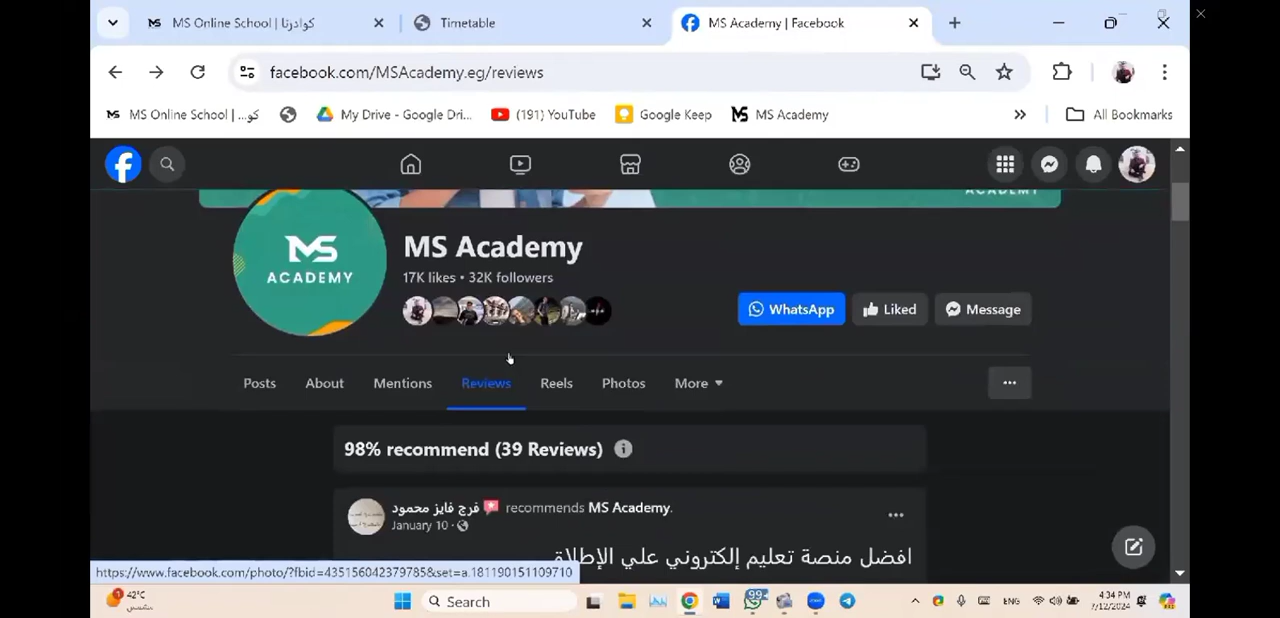 MS Online School | كوادرنا
Timetable
MS Academy | Facebook
facebook.com/MSAcademy.eg/reviews
MS Online School | ...كو
My Drive - Google Dri...
(191) YouTube
Google Keep
MS Academy
All Bookmarks
ACADEMY
MS
ACADEMY
MS Academy
17K likes • 32K followers
WhatsApp
Liked
Message
Posts
About
Mentions
Reviews
Reels
Photos
More
98% recommend (39 Reviews)
فرج فايز محمود recommends MS Academy.
January 10
افضل منصة تعليم إلكتروني علي الإطلاق
https://www.facebook.com/photo/?fbid=435156042379785&set=a.181190151109710
42°C
مشمس
Search
99+
ENG
4:34 PM
7/12/2024